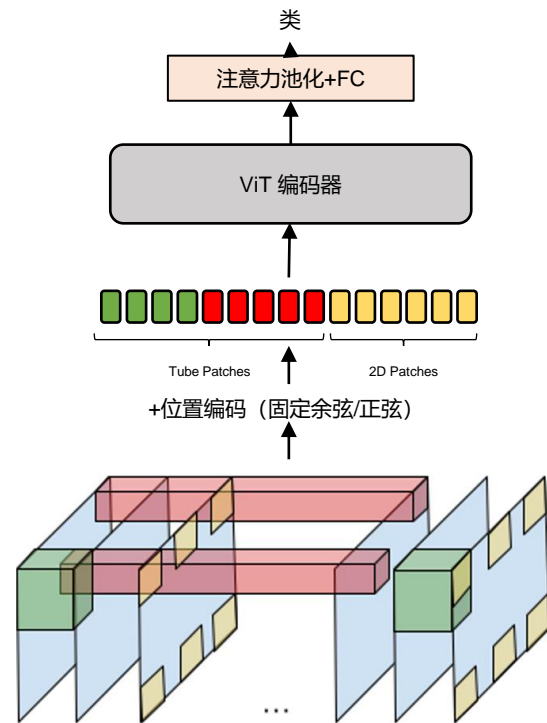 类
注意力池化+FC
ViT 编码器
Tube Patches
2D Patches
+位置编码（固定余弦/正弦）
...